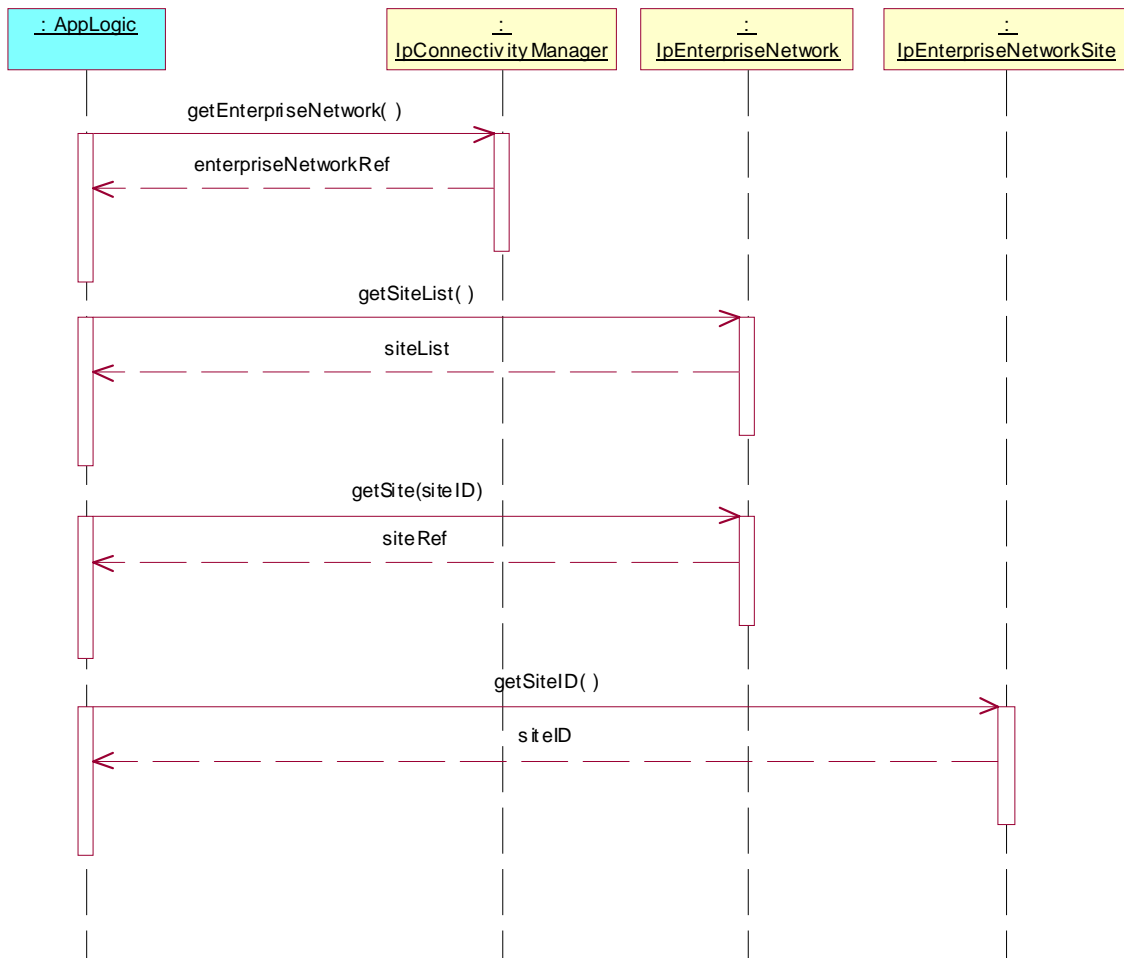 : AppLogic
:
IpConnectivityManager
:
IpEnterpriseNetwork
:
IpEnterpriseNetworkSite
getEnterpriseNetwork( )
enterpriseNetworkRef
getSiteList( )
siteList
getSite(siteID)
siteRef
getSiteID( )
siteID